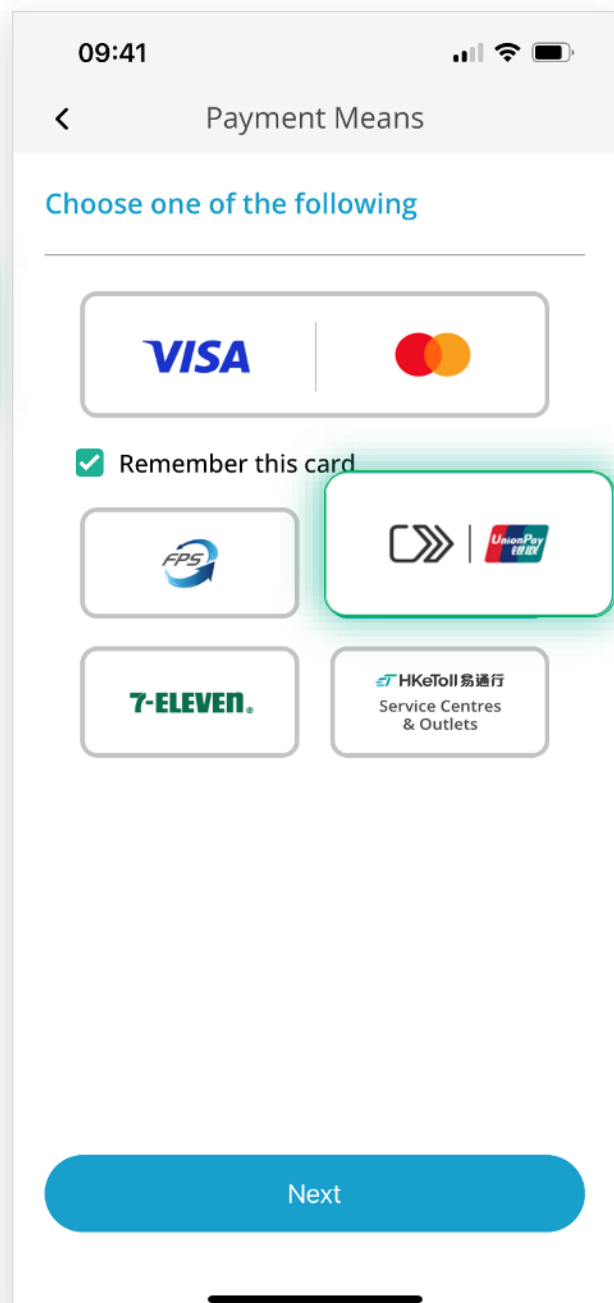 09:41
Payment Means
Choose one of the following
VISA
Remember this card
FPS
UnionPay
银联
7-ELEVEN®
HKeToll易通行
Service Centres
& Outlets
Next